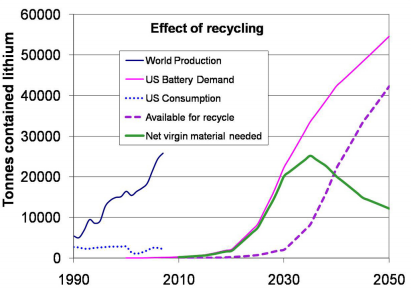 Effect of recycling
Tonnes contained lithium
60000
50000
40000
30000
20000
10000
0
World Production
US Battery Demand
US Consumption
Available for recycle
Net virgin material needed
1990
2010
2030
2050